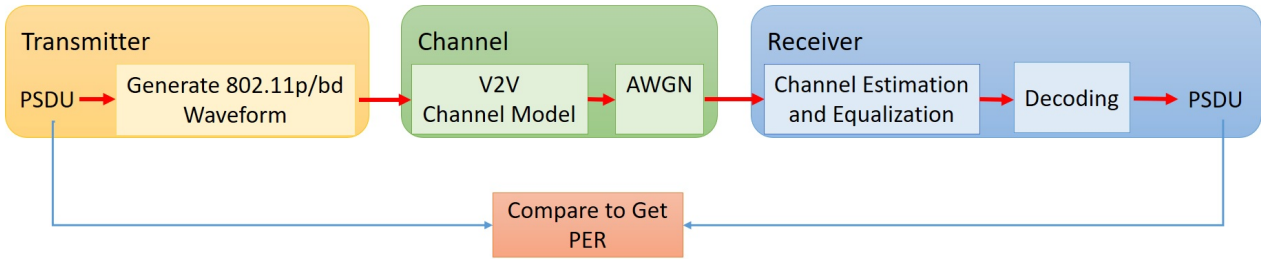 Transmitter
PSDU
Generate 802.11p/bd
Waveform
Channel
V2V
Channel Model
AWGN
Receiver
Channel Estimation
and Equalization
Decoding
PSDU
Compare to Get
PER